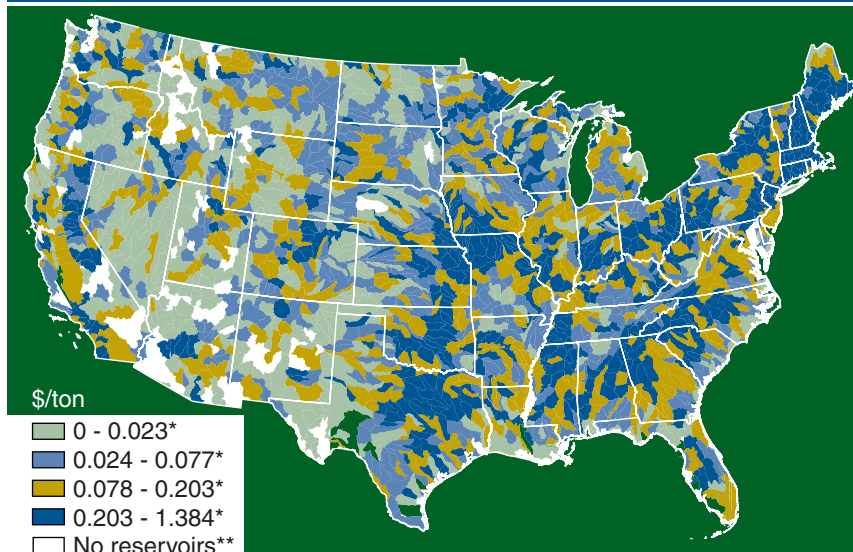 $/ton
0 - 0.023*
0.024 - 0.077*
0.078 - 0.203*
0.203 - 1.384*
No reservoirs**